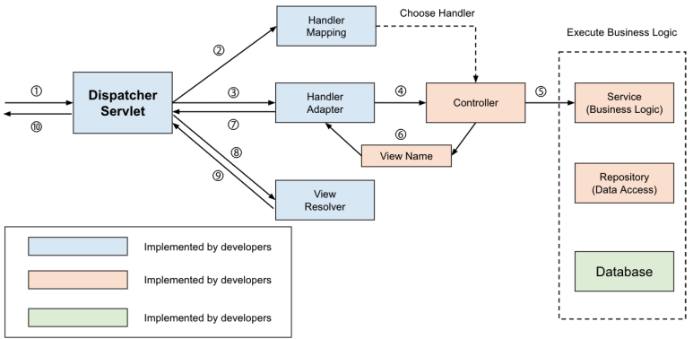 Handler
Mapping
Choose Handler
Execute Business Logic
②
①
Dispatcher
Servlet
③
Handler
Adapter
④
Controller
⑤
Service
(Business Logic)
⑩
⑦
⑥
View Name
⑧
⑨
View
Resolver
Repository
(Data Access)
Implemented by developers
Implemented by developers
Implemented by developers
Database